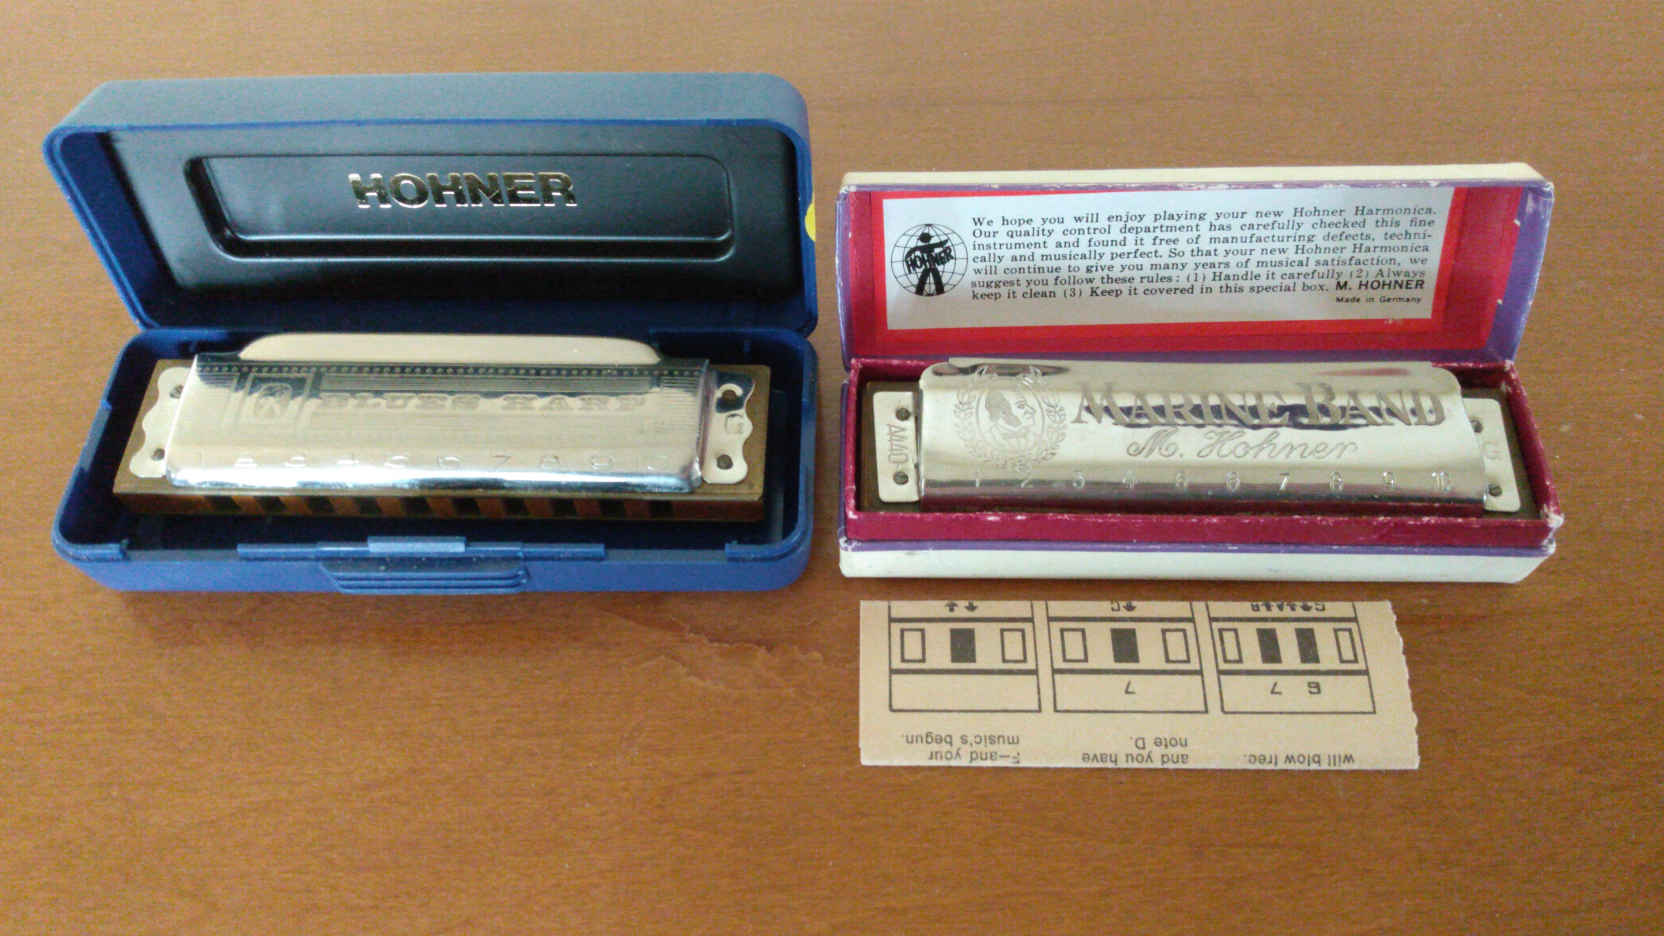 HOHNER
BLUES HARP
1 2 3 4 5 6 7 8 9
We hope you will enjoy playing your new Hohner Harmonica.
Our quality control department has carefully checked this fine
instrument and found it free of manufacturing defects, techni-
cally and musically perfect. So that your new Hohner Harmonica
will continue to give you many years of musical satisfaction, we
suggest you follow these rules: (1) Handle it carefully (2) Always
keep it clean (3) Keep it covered in this special box. M. HOHNER
Made in Germany
HOHNER
MARINE BAND
M. Hohner
A440
1 2 3 4 5 6 7 8 9 10
will blow free.
and you have
note D.
F—and your
music's begun.
6 7
7